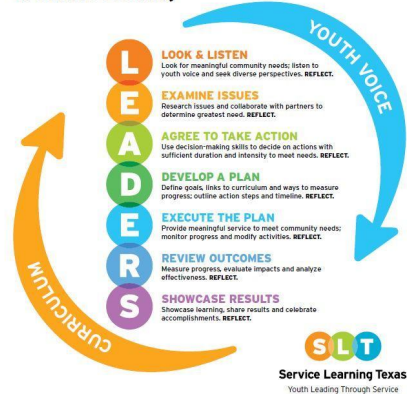 L
LOOK & LISTEN
Look for meaningful community needs; listen to
youth voice and seek diverse perspectives. REFLECT.
E
EXAMINE ISSUES
Research issues and collaborate with partners to
determine greatest need. REFLECT.
A
AGREE TO TAKE ACTION
Use decision-making skills to decide on actions with
sufficient duration and intensity to meet needs. REFLECT.
D
DEVELOP A PLAN
Define goals, links to curriculum and ways to measure
progress; outline action steps and timeline. REFLECT.
E
EXECUTE THE PLAN
Provide meaningful service to meet community needs;
monitor progress and modify activities. REFLECT.
R
REVIEW OUTCOMES
Measure progress, evaluate impacts and analyze
effectiveness. REFLECT.
S
SHOWCASE RESULTS
Showcase learning, share results and celebrate
accomplishments. REFLECT.
YOUTH VOICE
CURRICULUM
SLT
Service Learning Texas
Youth Leading Through Service